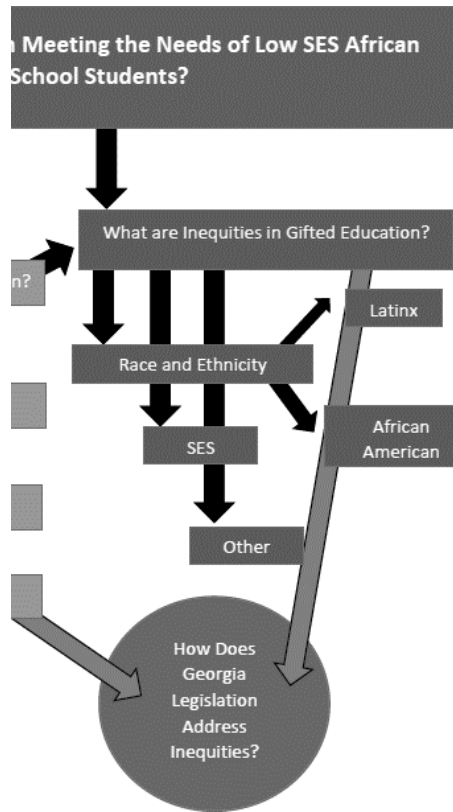 Meeting the Needs of Low SES African
School Students?
What are Inequities in Gifted Education?
n?
Latinx
Race and Ethnicity
African
American
SES
Other
How Does
Georgia
Legislation
Address
Inequities?